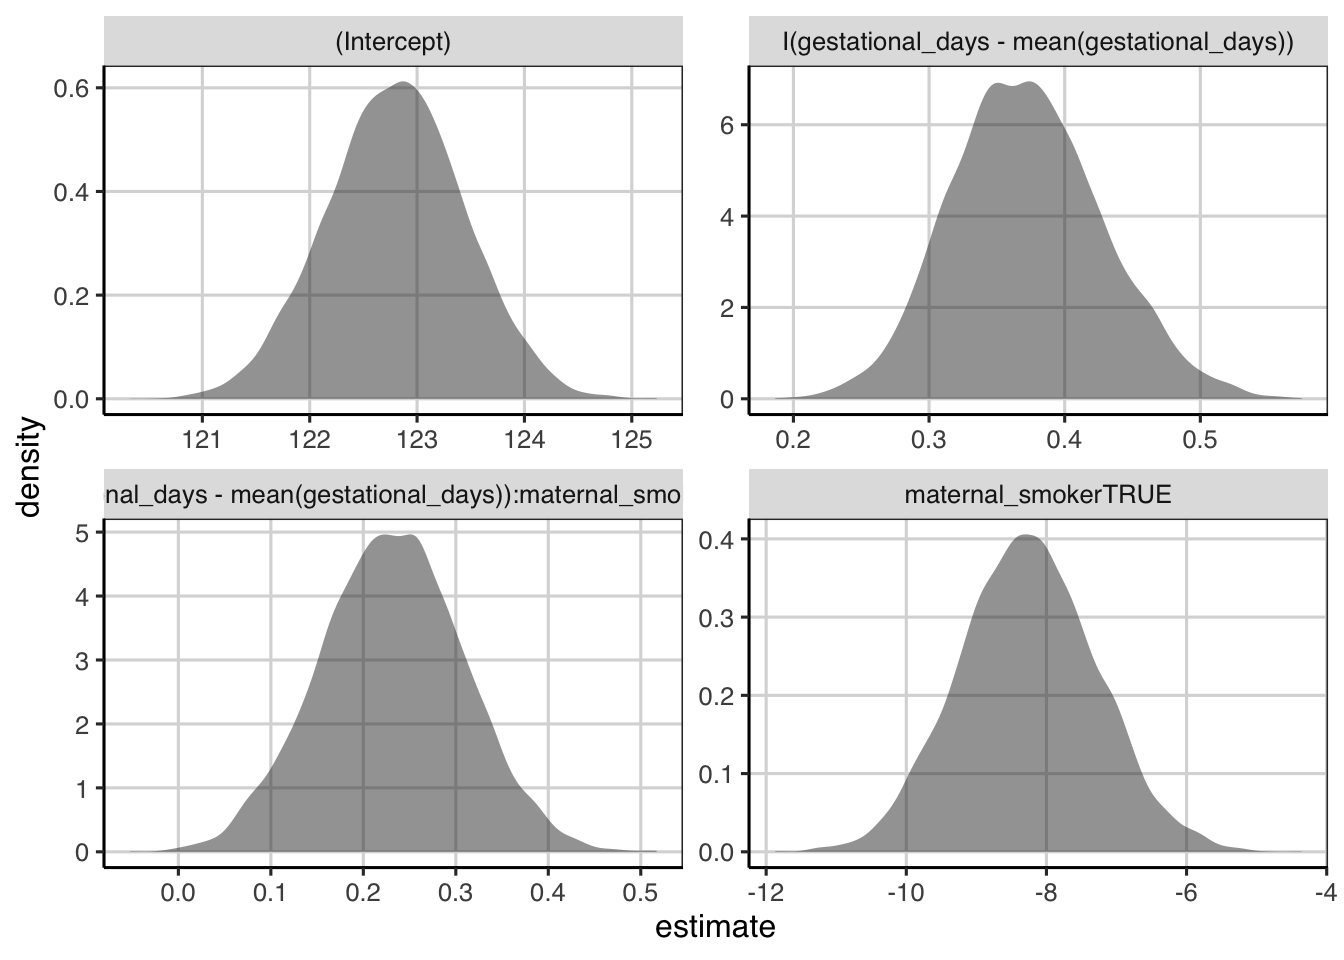 (Intercept)
I(gestational_days - mean(gestational_days))
0.6
0.4
0.2
0.0
121 122 123 124 125
6
4
2
0
0.2 0.3 0.4 0.5
density
nal_days - mean(gestational_days)):maternal_smo
maternal_smokerTRUE
5
4
3
2
1
0
0.0 0.1 0.2 0.3 0.4 0.5
0.4
0.3
0.2
0.1
0.0
-12 -10 -8 -6 -4
estimate